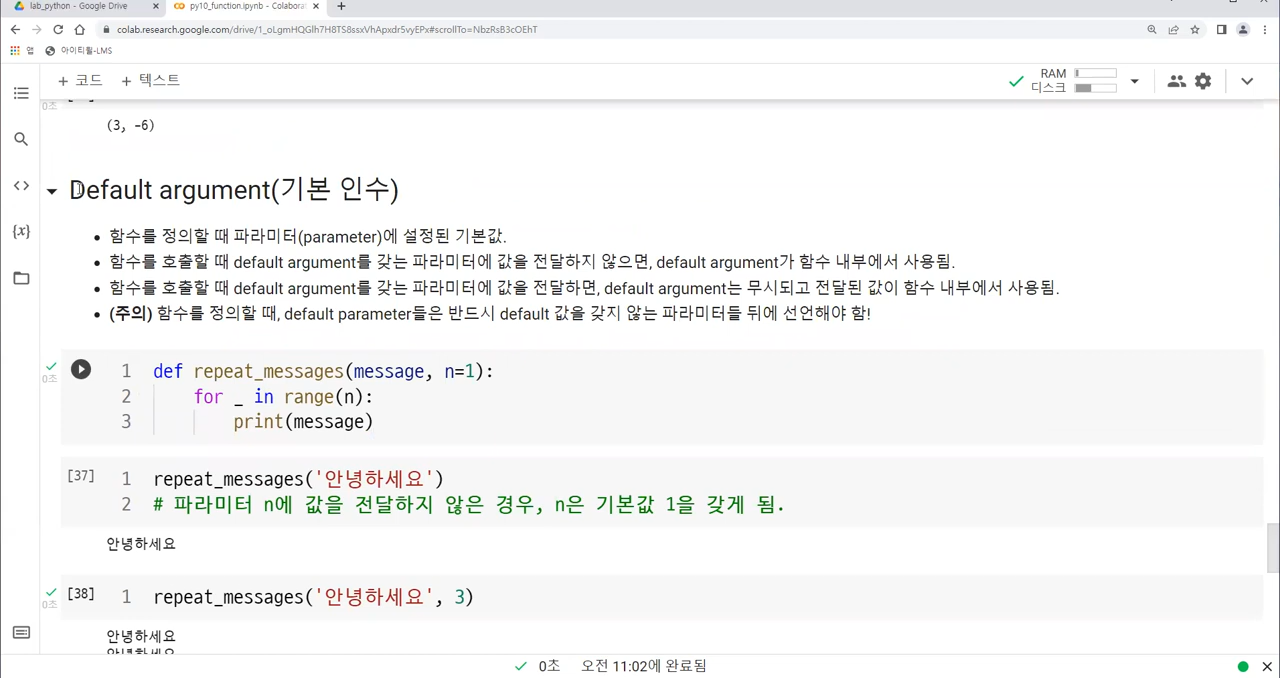 lab_python - Google Drive
py10_function.ipynb - Colabora
colab.research.google.com/drive/1_oLgmHQGlh7H8TS8ssxVhApxdr5vyEPx#scrollTo=NbzRsB3cOEhT
앱 아이티윌-LMS
+ 코드 + 텍스트
RAM
디스크
0초
(3, -6)
Default argument(기본 인수)
• 함수를 정의할 때 파라미터(parameter)에 설정된 기본값.
• 함수를 호출할 때 default argument를 갖는 파라미터에 값을 전달하지 않으면, default argument가 함수 내부에서 사용됨.
• 함수를 호출할 때 default argument를 갖는 파라미터에 값을 전달하면, default argument는 무시되고 전달된 값이 함수 내부에서 사용됨.
• (주의) 함수를 정의할 때, default parameter들은 반드시 default 값을 갖지 않는 파라미터들 뒤에 선언해야 함!
0초
1 def repeat_messages(message, n=1):
2 for _ in range(n):
3 print(message)
[37] 1 repeat_messages('안녕하세요')
2 # 파라미터 n에 값을 전달하지 않은 경우, n은 기본값 1을 갖게 됨.
안녕하세요
0초
[38] 1 repeat_messages('안녕하세요', 3)
안녕하세요
안녕하세요
0초 오전 11:02에 완료됨